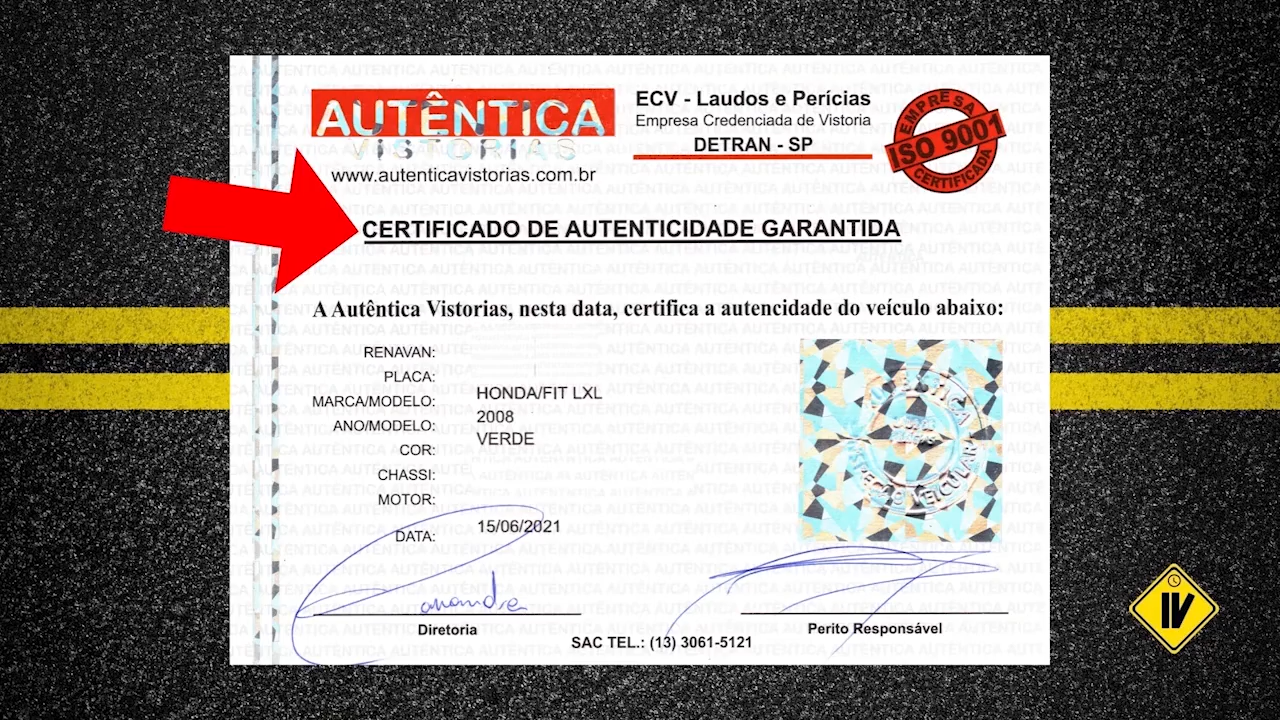 AUTÊNTICA
VISTORIAS
www.autenticavistorias.com.br
ECV - Laudos e Perícias
Empresa Credenciada de Vistoria
DETRAN - SP
EMPRESA
ISO 9001
CERTIFICADA
CERTIFICADO DE AUTENTICIDADE GARANTIDA
A Autêntica Vistorias, nesta data, certifica a autencidade do veículo abaixo:
RENAVAN:
PLACA:
MARCA/MODELO: HONDA/FIT LXL
ANO/MODELO: 2008
COR: VERDE
CHASSI:
MOTOR:
DATA: 15/06/2021
Diretoria
SAC TEL.: (13) 3061-5121
Perito Responsável
IV